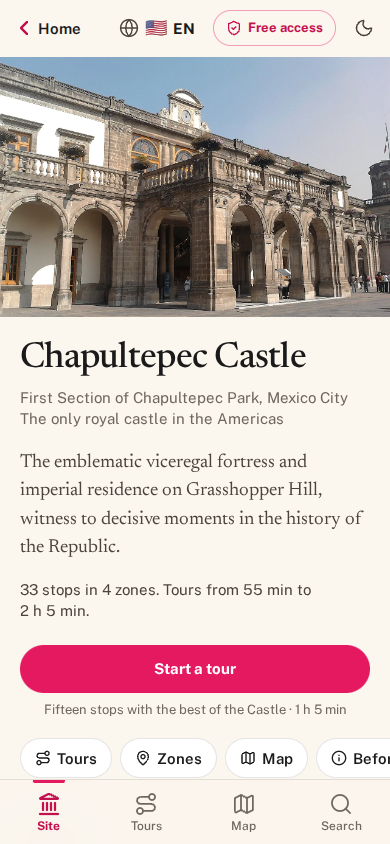 Home
EN
Free access
Chapultepec Castle
First Section of Chapultepec Park, Mexico City
The only royal castle in the Americas
The emblematic viceregal fortress and
imperial residence on Grasshopper Hill,
witness to decisive moments in the history of
the Republic.
33 stops in 4 zones. Tours from 55 min to
2 h 5 min.
Start a tour
Fifteen stops with the best of the Castle · 1 h 5 min
Tours
Zones
Map
Befor
Site
Tours
Map
Search